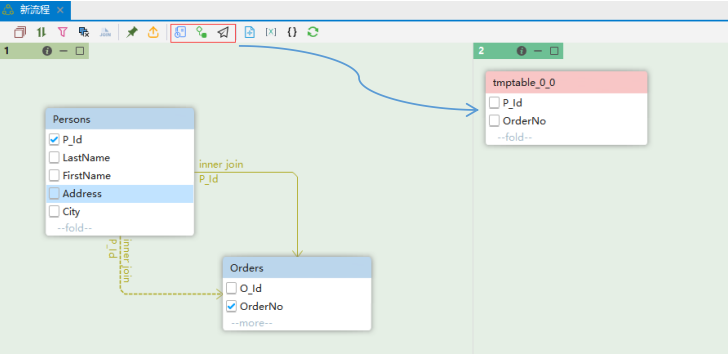 新流程
1
2
Persons
P_Id
LastName
FirstName
Address
City
--fold--
inner join
P_Id
inner join
P_Id
Orders
O_Id
OrderNo
--more--
tmptable_0_0
P_Id
OrderNo
--fold--